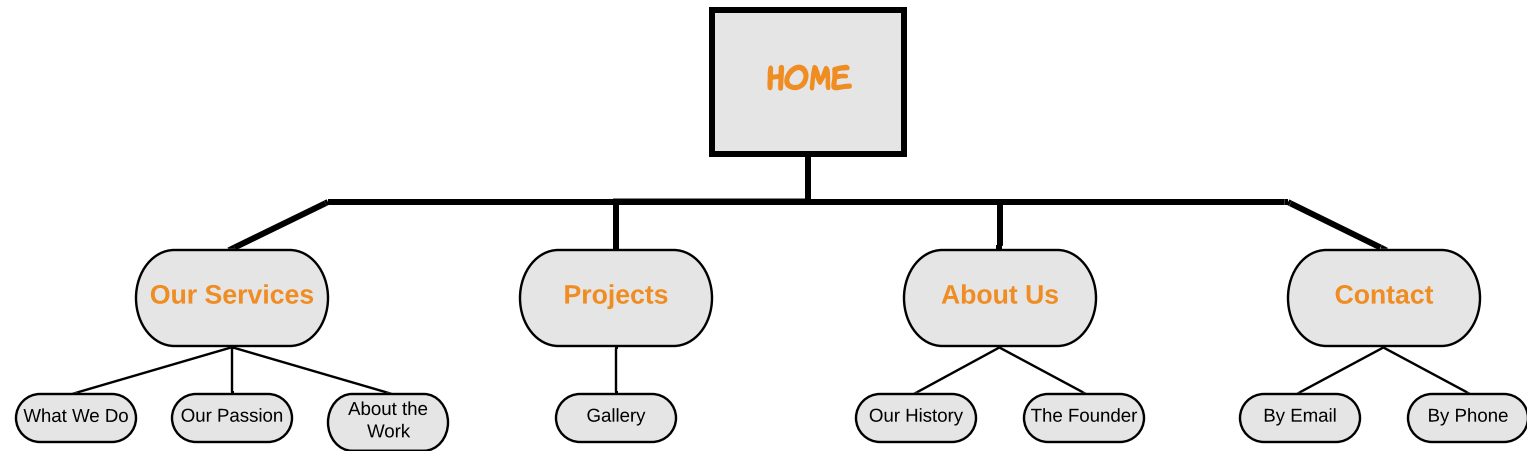 HOME
Our Services
Projects
About Us
Contact
What We Do
Our Passion
About the
Work
Gallery
Our History
The Founder
By Email
By Phone